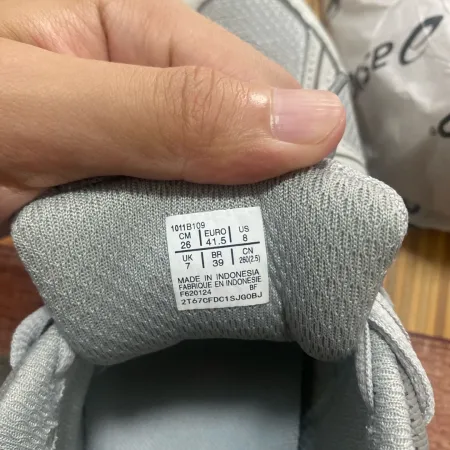 1011B109
CM EURO US
26 41.5 8
UK BR CN
7 39 260(2.5)
MADE IN INDONESIA
FABRIQUE EN INDONESIE
F620124 BF
2T67CFDC1SJG0BJ